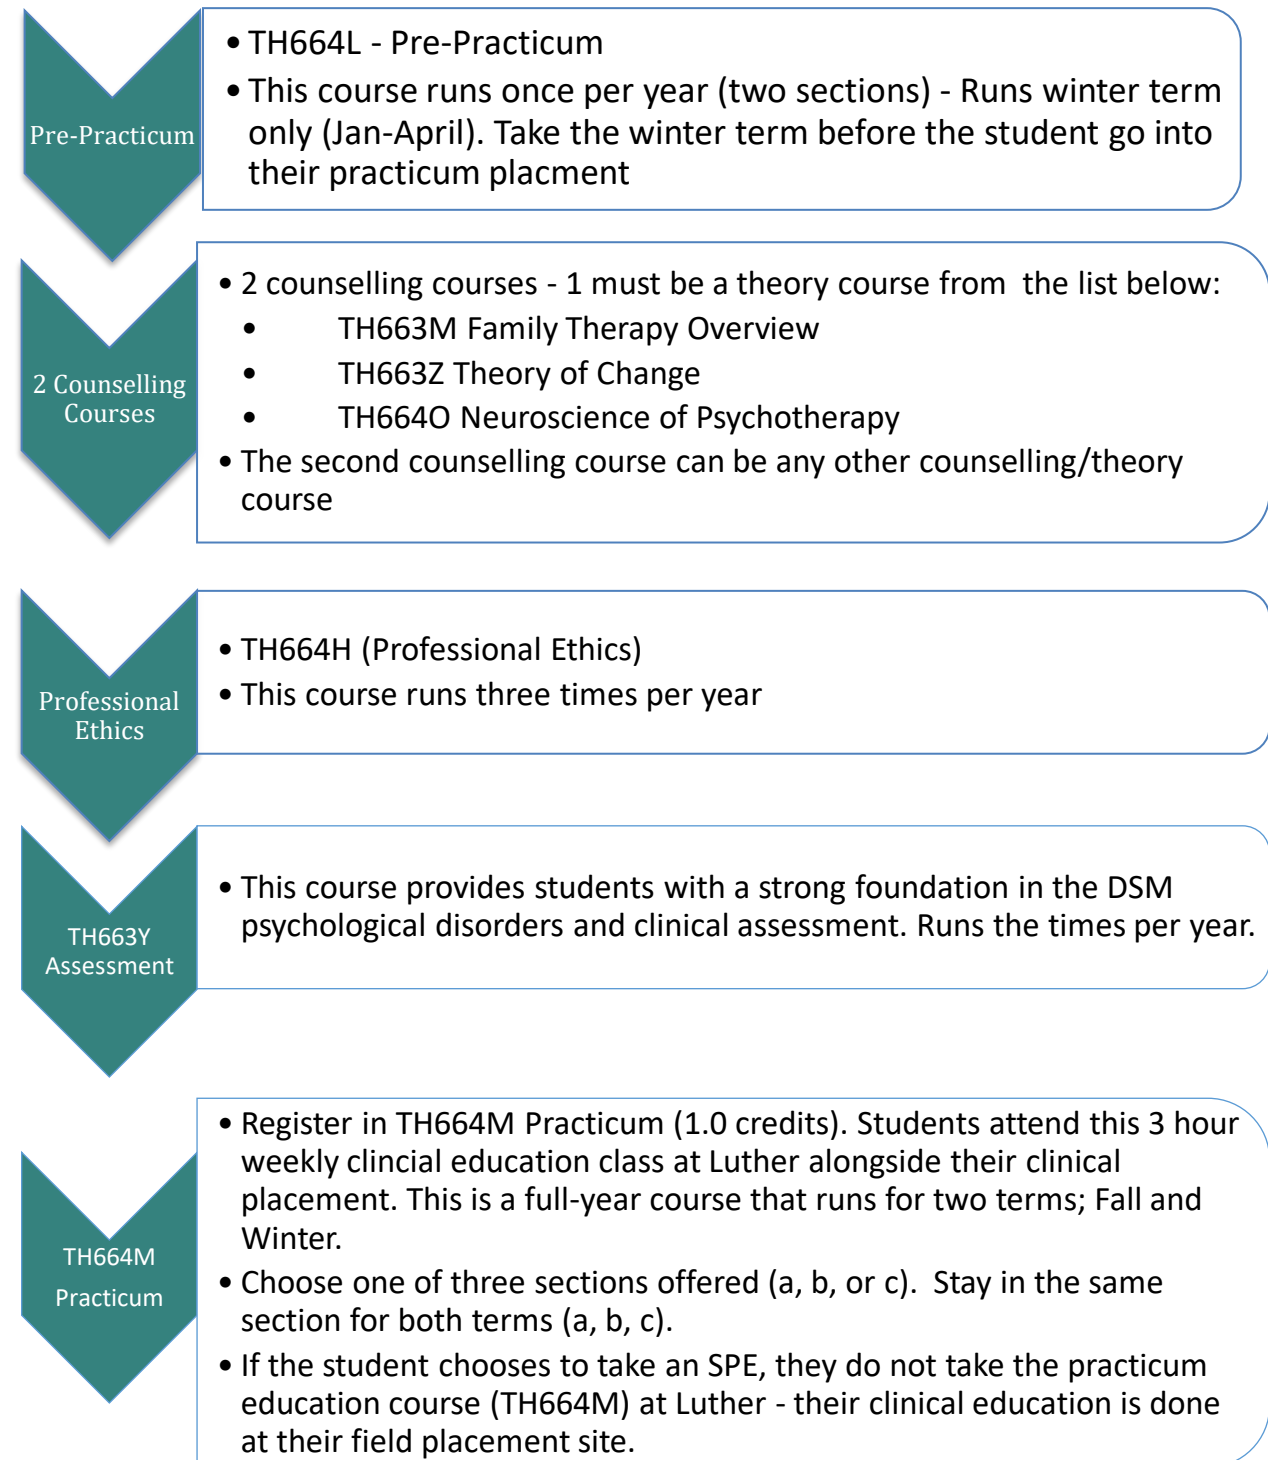 Pre-Practicum
• TH664L - Pre-Practicum
• This course runs once per year (two sections) - Runs winter term
only (Jan-April). Take the winter term before the student go into
their practicum placment
2 Counselling
Courses
• 2 counselling courses - 1 must be a theory course from the list below:
• TH663M Family Therapy Overview
• TH663Z Theory of Change
• TH664O Neuroscience of Psychotherapy
• The second counselling course can be any other counselling/theory
course
Professional
Ethics
• TH664H (Professional Ethics)
• This course runs three times per year
TH663Y
Assessment
• This course provides students with a strong foundation in the DSM
psychological disorders and clinical assessment. Runs the times per year.
TH664M
Practicum
• Register in TH664M Practicum (1.0 credits). Students attend this 3 hour
weekly clincial education class at Luther alongside their clinical
placement. This is a full-year course that runs for two terms; Fall and
Winter.
• Choose one of three sections offered (a, b, or c). Stay in the same
section for both terms (a, b, c).
• If the student chooses to take an SPE, they do not take the practicum
education course (TH664M) at Luther - their clinical education is done
at their field placement site.